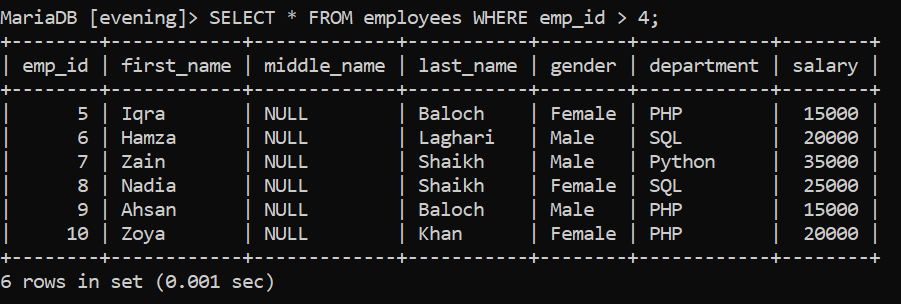 MariaDB [evening]> SELECT * FROM employees WHERE emp_id > 4;
+--------+------------+-------------+-----------+--------+------------+--------+
| emp_id | first_name | middle_name | last_name | gender | department | salary |
+--------+------------+-------------+-----------+--------+------------+--------+
|      5 | Iqra       | NULL        | Baloch    | Female | PHP        |  15000 |
|      6 | Hamza      | NULL        | Laghari   | Male   | SQL        |  20000 |
|      7 | Zain       | NULL        | Shaikh    | Male   | Python     |  35000 |
|      8 | Nadia      | NULL        | Shaikh    | Female | SQL        |  25000 |
|      9 | Ahsan      | NULL        | Baloch    | Male   | PHP        |  15000 |
|     10 | Zoya       | NULL        | Khan      | Female | PHP        |  20000 |
+--------+------------+-------------+-----------+--------+------------+--------+
6 rows in set (0.001 sec)